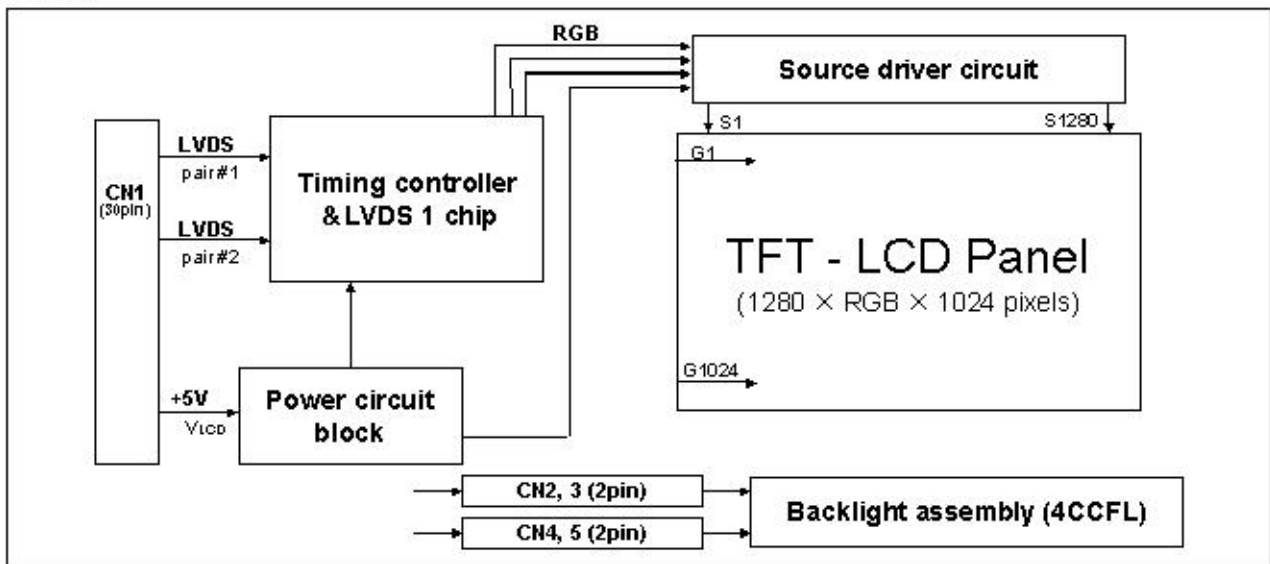 RGB
Source driver circuit
S1
S1280
CN1
(30pin)
LVDS
pair#1
LVDS
pair#2
Timing controller
& LVDS 1 chip
G1
TFT - LCD Panel
(1280 × RGB × 1024 pixels)
G1024
+5V
VLCD
Power circuit
block
CN2, 3 (2pin)
CN4, 5 (2pin)
Backlight assembly (4CCFL)